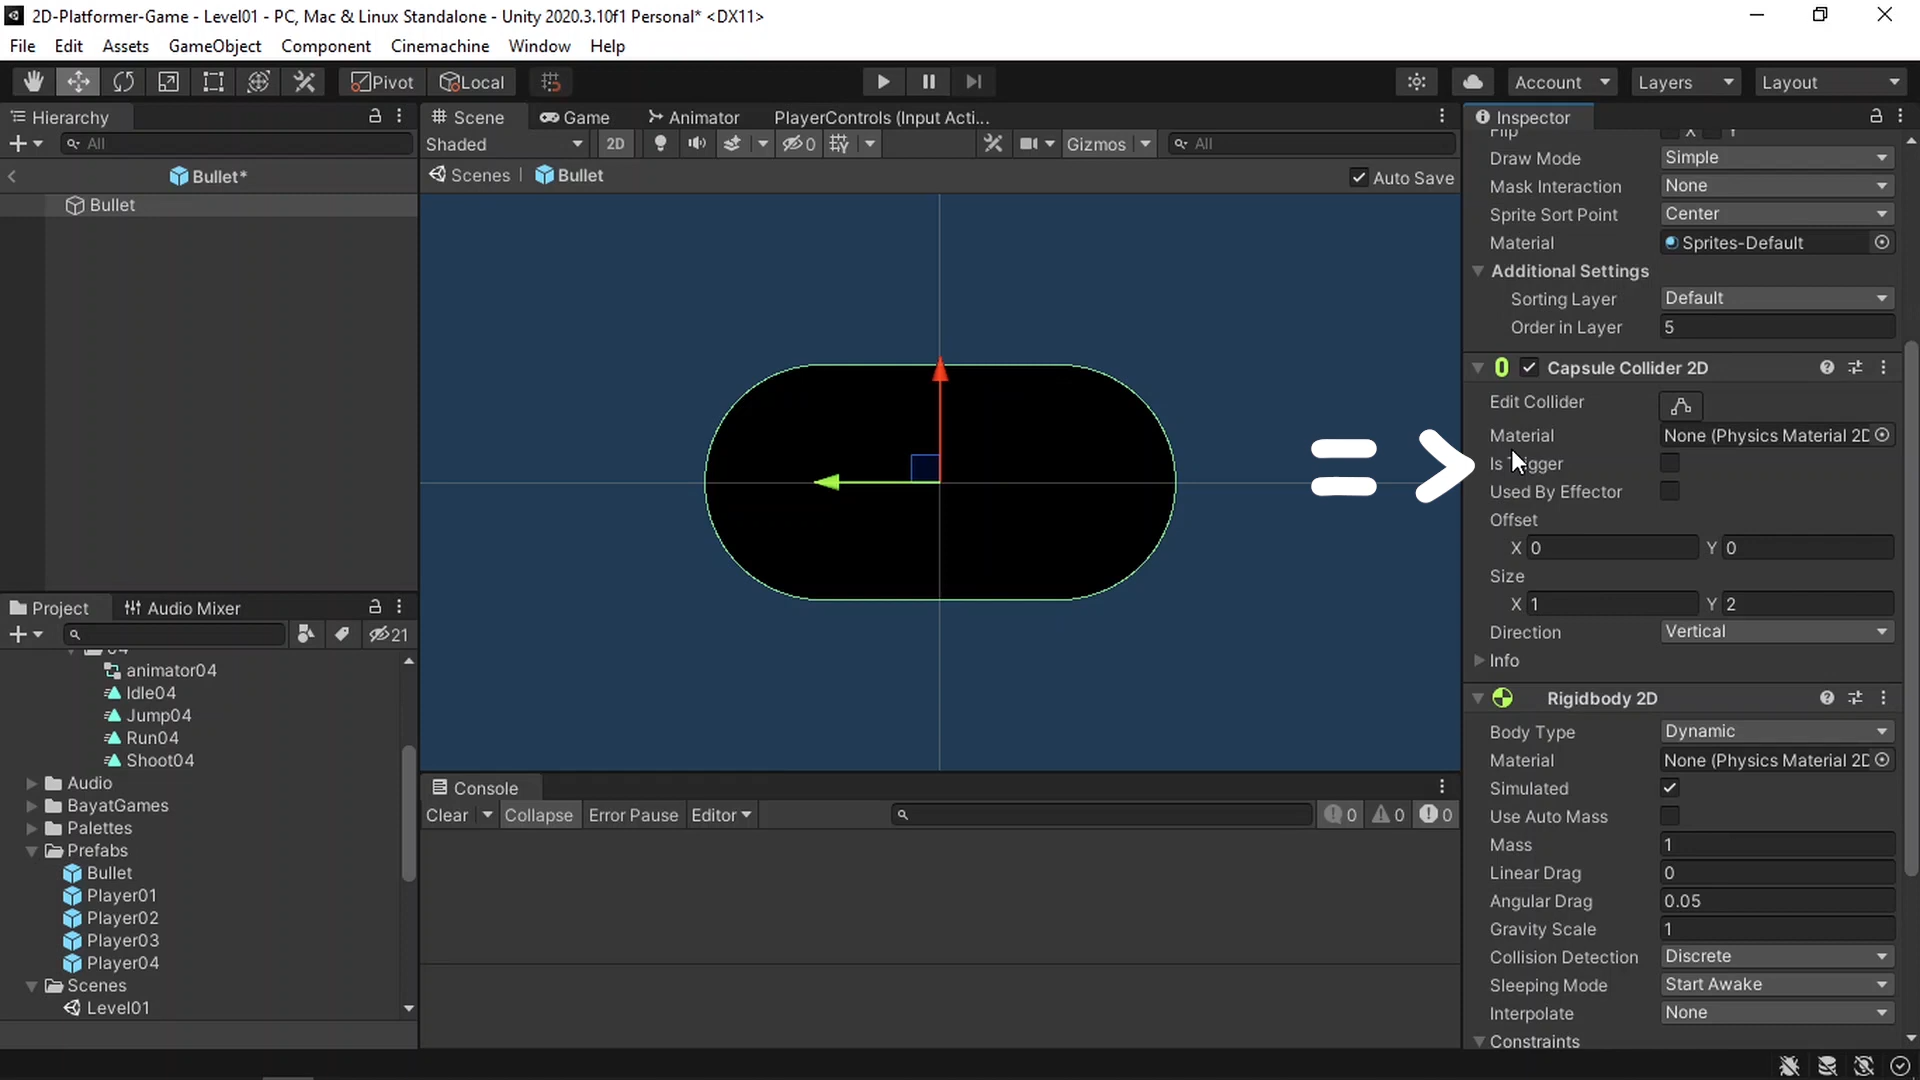 2D-Platformer-Game - Level01 - PC, Mac & Linux Standalone - Unity 2020.3.10f1 Personal* <DX11>
File Edit Assets GameObject Component Cinemachine Window Help
Pivot Local Account Layers Layout
Hierarchy
All
Bullet*
Bullet
Scene Game Animator PlayerControls (Input Acti...
Shaded 2D 0 Gizmos All
Scenes Bullet Auto Save
= >
Project Audio Mixer
21
04
animator04
Idle04
Jump04
Run04
Shoot04
Audio
BayatGames
Palettes
Prefabs
Bullet
Player01
Player02
Player03
Player04
Scenes
Level01
Console
Clear Collapse Error Pause Editor 0 0 0
Inspector
Flip X Y
Draw Mode Simple
Mask Interaction None
Sprite Sort Point Center
Material Sprites-Default
Additional Settings
Sorting Layer Default
Order in Layer 5
Capsule Collider 2D
Edit Collider
Material None (Physics Material 2D
Is Trigger
Used By Effector
Offset
X 0 Y 0
Size
X 1 Y 2
Direction Vertical
Info
Rigidbody 2D
Body Type Dynamic
Material None (Physics Material 2D
Simulated
Use Auto Mass
Mass 1
Linear Drag 0
Angular Drag 0.05
Gravity Scale 1
Collision Detection Discrete
Sleeping Mode Start Awake
Interpolate None
Constraints